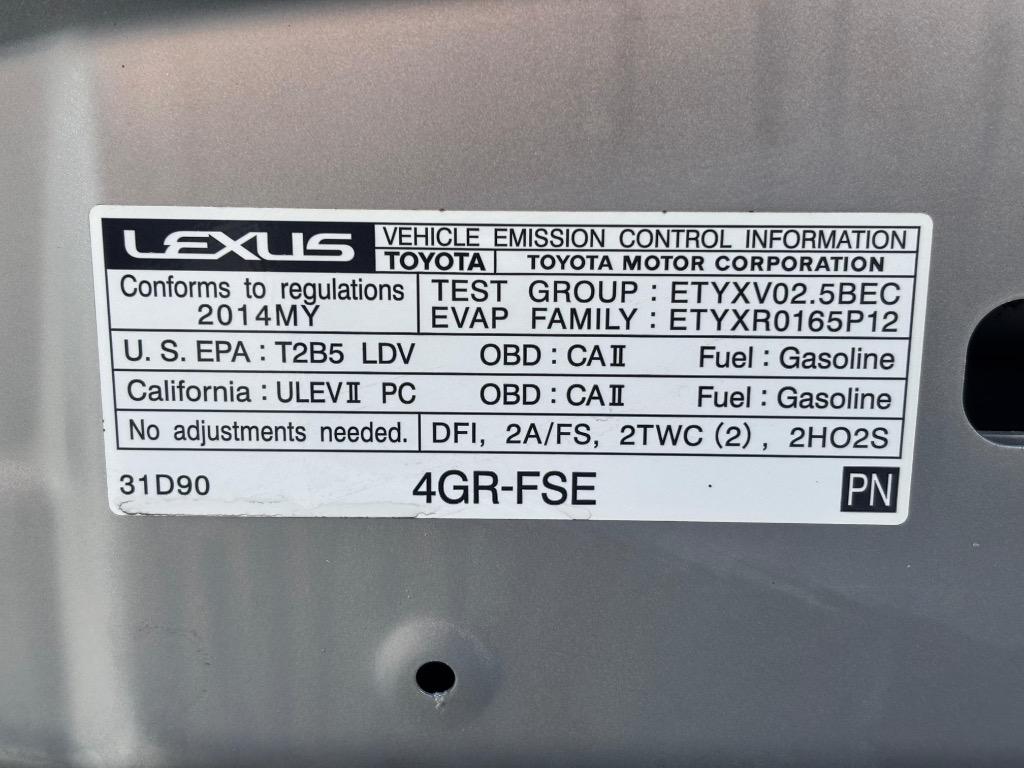 LEXUS VEHICLE EMISSION CONTROL INFORMATION
TOYOTA TOYOTA MOTOR CORPORATION
Conforms to regulations TEST GROUP : ETYXV02.5BEC
2014MY EVAP FAMILY : ETYXR0165P12
U. S. EPA : T2B5 LDV OBD : CAⅡ Fuel : Gasoline
California : ULEVⅡ PC OBD : CAⅡ Fuel : Gasoline
No adjustments needed. DFI, 2A/FS, 2TWC (2) , 2HO2S
31D90 4GR-FSE PN